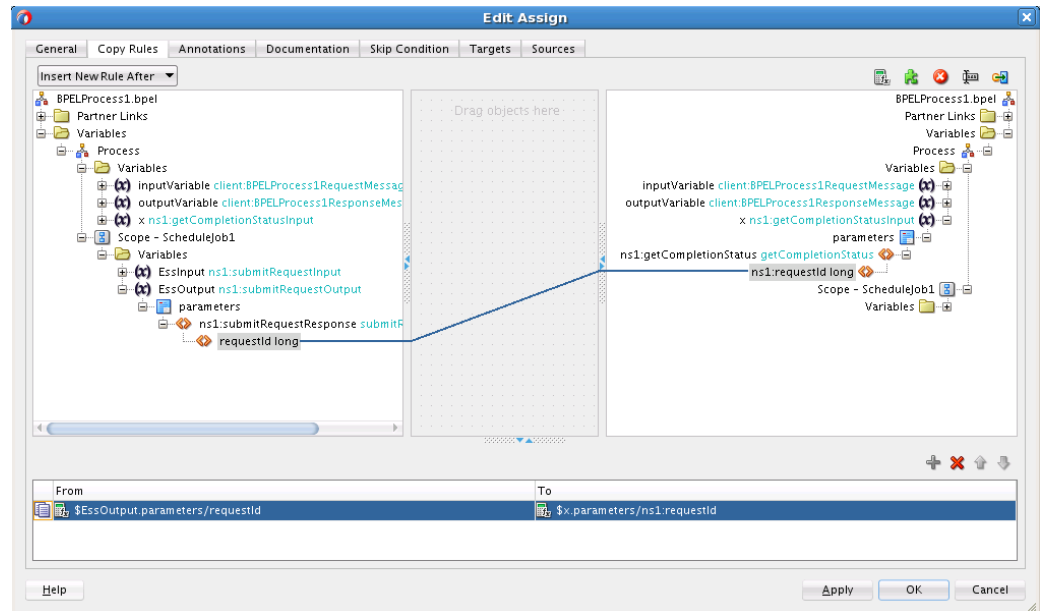 Edit Assign
General Copy Rules Annotations Documentation Skip Condition Targets Sources
Insert New Rule After
BPELProcess1.bpel
Partner Links
Variables
Process
Variables
inputVariable client:BPELProcess1RequestMessag
outputVariable client:BPELProcess1ResponseMes
x ns1:getCompletionStatusInput
Scope - ScheduleJob1
Variables
EssInput ns1:submitRequestInput
EssOutput ns1:submitRequestOutput
parameters
ns1:submitRequestResponse submitR
requestId long
Drag objects here
BPELProcess1.bpel
Partner Links
Variables
Process
Variables
inputVariable client:BPELProcess1RequestMessage
outputVariable client:BPELProcess1ResponseMessage
x ns1:getCompletionStatusInput
parameters
ns1:getCompletionStatus getCompletionStatus
ns1:requestId long
Scope - ScheduleJob1
Variables
From To
$EssOutput.parameters/requestId $x.parameters/ns1:requestId
Help Apply OK Cancel